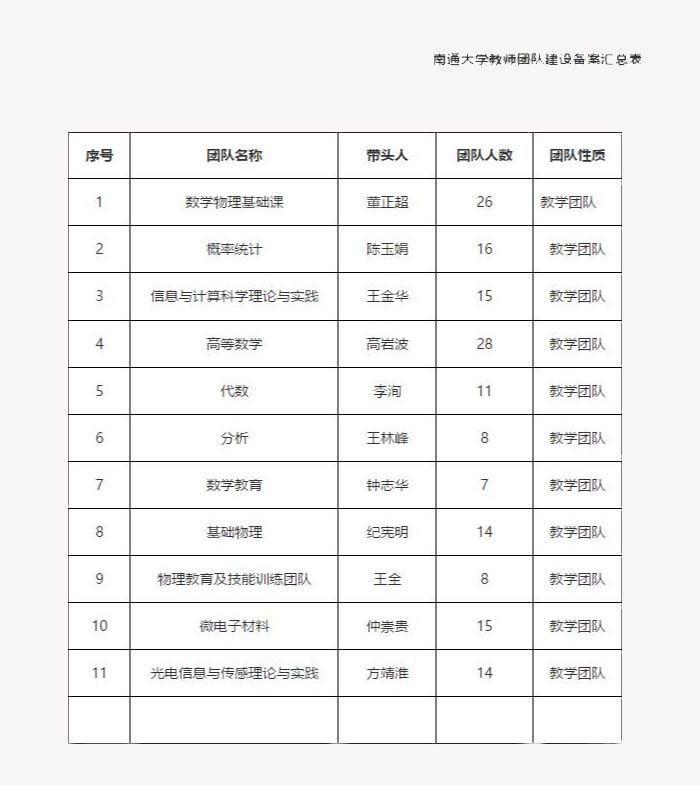 南通大学教师团队建设备案汇总表
序号 团队名称 带头人 团队人数 团队性质
1 数学物理基础课 董正超 26 教学团队
2 概率统计 陈玉娟 16 教学团队
3 信息与计算科学理论与实践 王金华 15 教学团队
4 高等数学 高岩波 28 教学团队
5 代数 李洵 11 教学团队
6 分析 王林峰 8 教学团队
7 数学教育 钟志华 7 教学团队
8 基础物理 纪宪明 14 教学团队
9 物理教育及技能训练团队 王全 8 教学团队
10 微电子材料 仲崇贵 15 教学团队
11 光电信息与传感理论与实践 方靖淮 14 教学团队